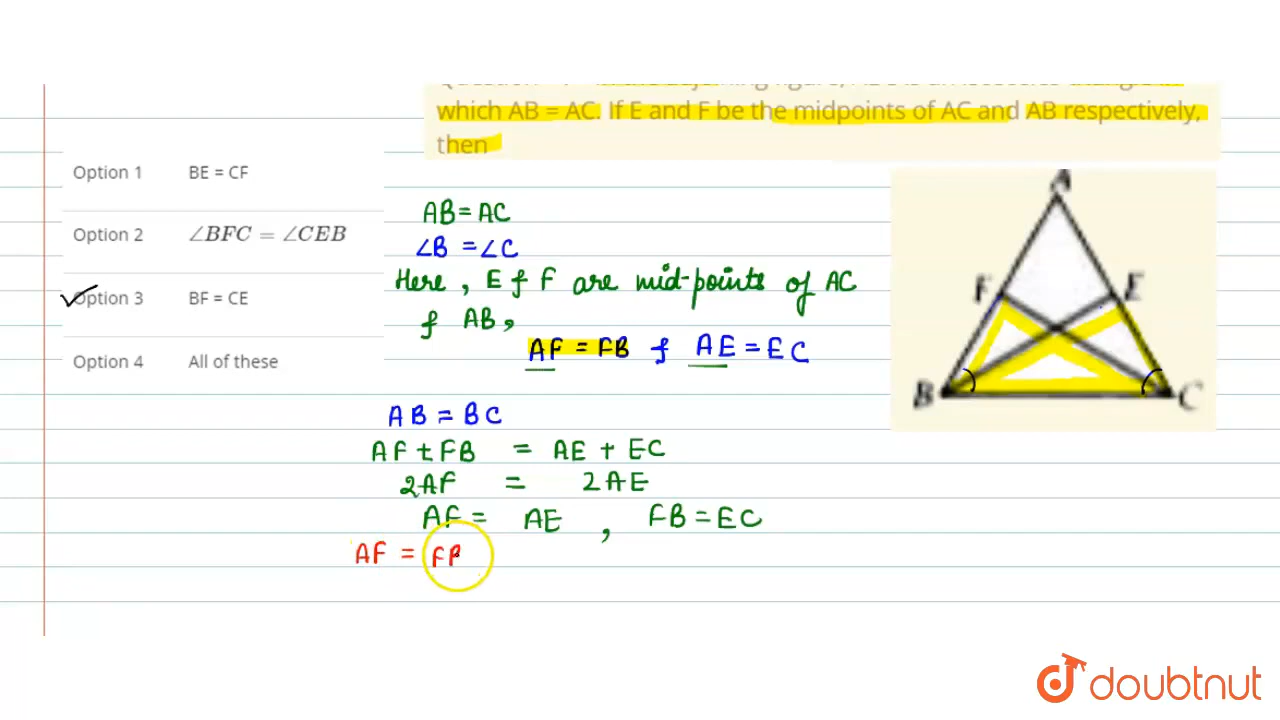 which AB = AC. If E and F be the midpoints of AC and AB respectively,
then
Option 1 BE = CF
Option 2 ∠BFC = ∠CEB
Option 3 BF = CE
Option 4 All of these
AB = AC
∠B = ∠C
Here, E & F are mid-points of AC
& AB,
AF = FB & AE = EC
AB = BC
AF + FB = AE + EC
2AF = 2AE
AF = AE , FB = EC
AF =
A
F E
B C
doubtnut